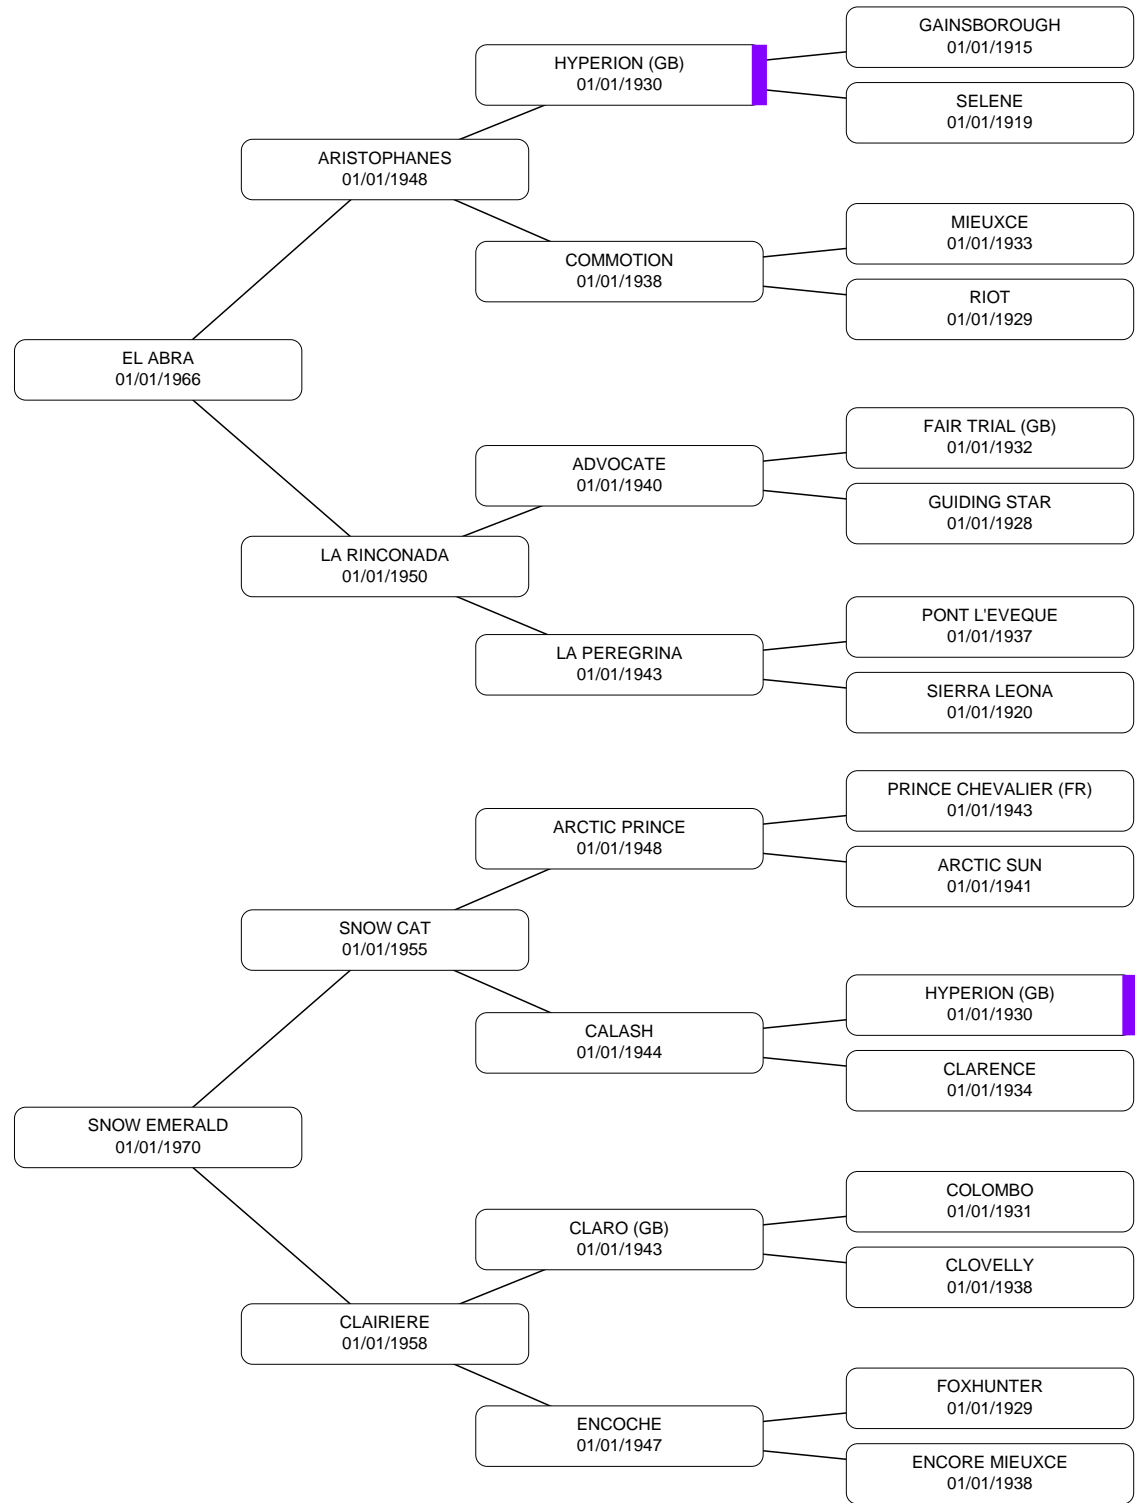 GAINSBOROUGH
01/01/1915
HYPERION (GB)
01/01/1930
SELENE
01/01/1919
ARISTOPHANES
01/01/1948
MIEUXCE
01/01/1933
COMMOTION
01/01/1938
RIOT
01/01/1929
EL ABRA
01/01/1966
FAIR TRIAL (GB)
01/01/1932
ADVOCATE
01/01/1940
GUIDING STAR
01/01/1928
LA RINCONADA
01/01/1950
PONT L'EVEQUE
01/01/1937
LA PEREGRINA
01/01/1943
SIERRA LEONA
01/01/1920
PRINCE CHEVALIER (FR)
01/01/1943
ARCTIC PRINCE
01/01/1948
ARCTIC SUN
01/01/1941
SNOW CAT
01/01/1955
HYPERION (GB)
01/01/1930
CALASH
01/01/1944
CLARENCE
01/01/1934
SNOW EMERALD
01/01/1970
COLOMBO
01/01/1931
CLARO (GB)
01/01/1943
CLOVELLY
01/01/1938
CLAIRIERE
01/01/1958
FOXHUNTER
01/01/1929
ENCOCHE
01/01/1947
ENCORE MIEUXCE
01/01/1938